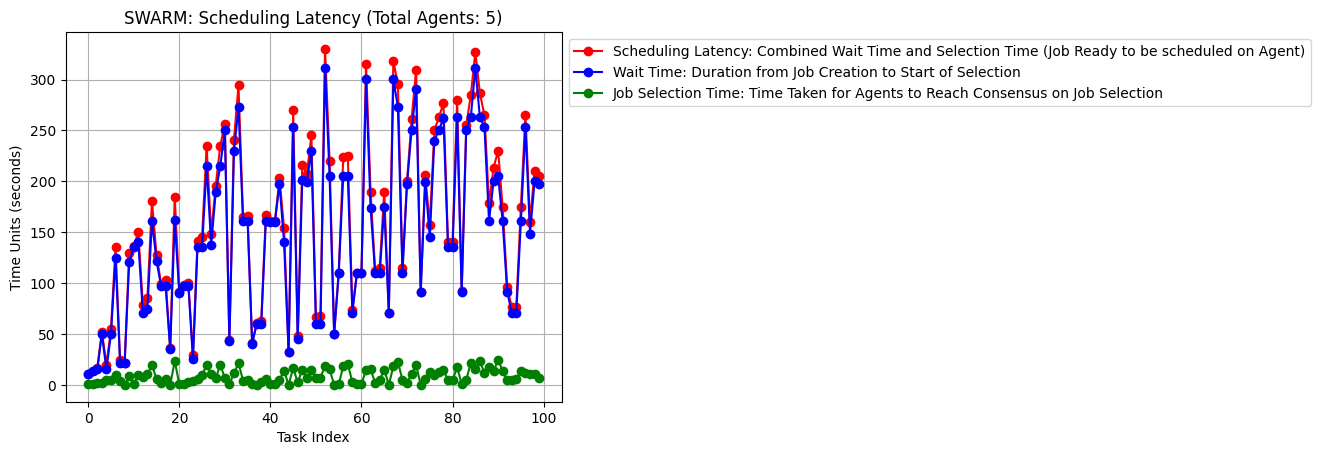 SWARM: Scheduling Latency (Total Agents: 5)
Scheduling Latency: Combined Wait Time and Selection Time (Job Ready to be scheduled on Agent)
Wait Time: Duration from Job Creation to Start of Selection
Job Selection Time: Time Taken for Agents to Reach Consensus on Job Selection
Time Units (seconds)
300
250
200
150
100
50
0
0 20 40 60 80 100
Task Index